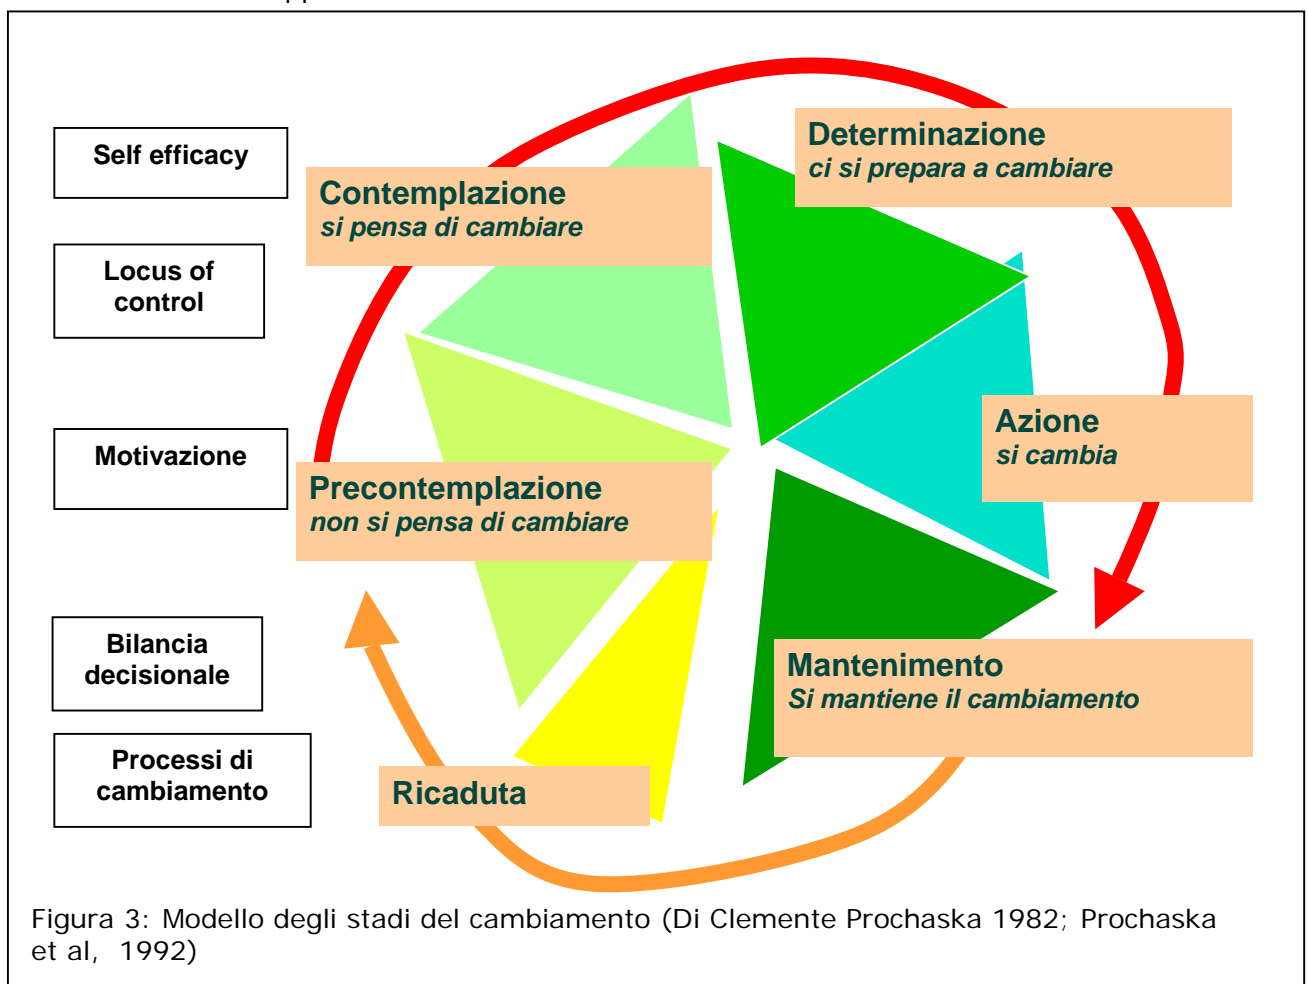 Self efficacy
Locus of
control
Motivazione
Bilancia
decisionale
Processi di
cambiamento
Contemplazione
si pensa di cambiare
Determinazione
ci si prepara a cambiare
Precontemplazione
non si pensa di cambiare
Azione
si cambia
Mantenimento
Si mantiene il cambiamento
Ricaduta
Figura 3: Modello degli stadi del cambiamento (Di Clemente Prochaska 1982; Prochaska
et al, 1992)